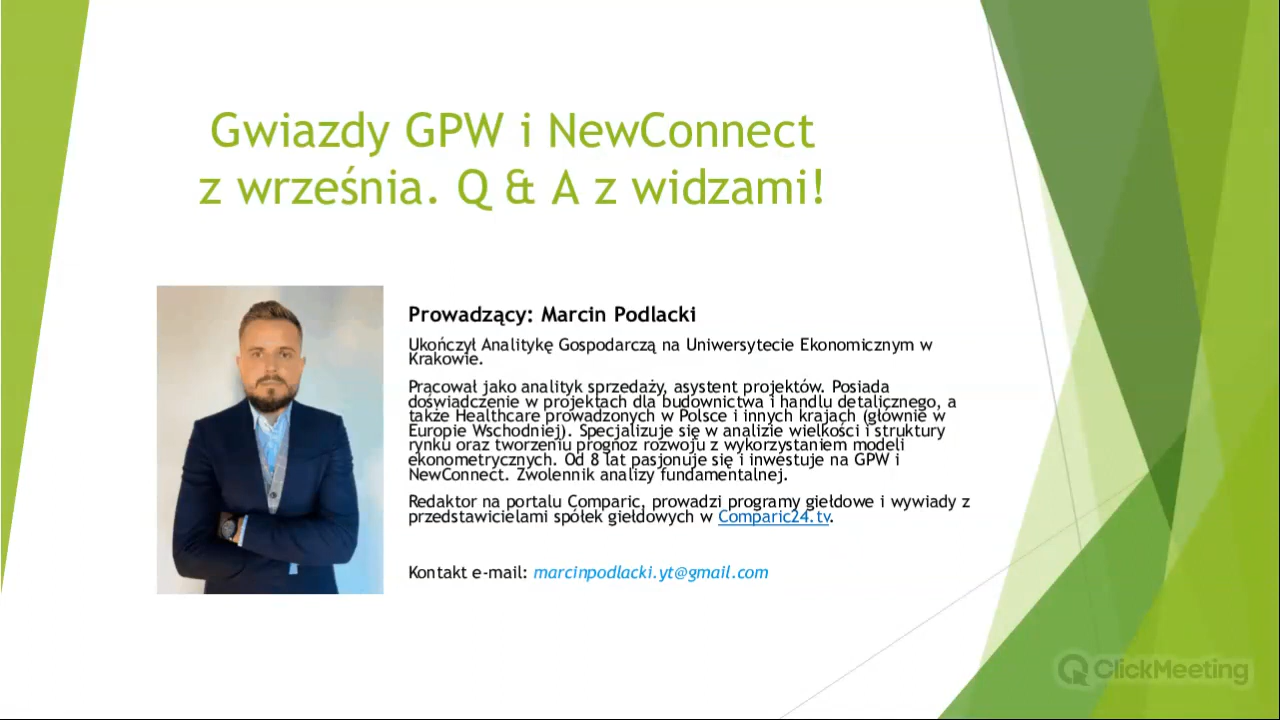 Gwiazdy GPW i NewConnect
z września. Q & A z widzami!
Prowadzący: Marcin Podlacki
Ukończył Analitykę Gospodarczą na Uniwersytecie Ekonomicznym w
Krakowie.
Pracował jako analityk sprzedaży, asystent projektów. Posiada
doświadczenie w projektach dla budownictwa i handlu detalicznego, a
także Healthcare prowadzonych w Polsce i innych krajach (głównie w
Europie Wschodniej). Specjalizuje się w analizie wielkości i struktury
rynku oraz tworzeniu prognoz rozwoju z wykorzystaniem modeli
ekonometrycznych. Od 8 lat pasjonuje się i inwestuje na GPW i
NewConnect. Zwolennik analizy fundamentalnej.
Redaktor na portalu Comparic, prowadzi programy giełdowe i wywiady z
przedstawicielami spółek giełdowych w Comparic24.tv.
Kontakt e-mail: marcinpodlacki.yt@gmail.com
ClickMeeting